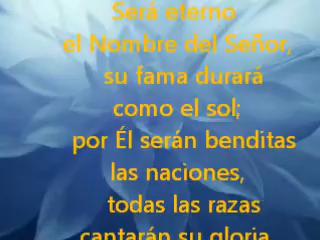 Será eterno
el Nombre del Señor,
su fama durará
como el sol;
por Él serán benditas
las naciones,
todas las razas
cantarán su gloria